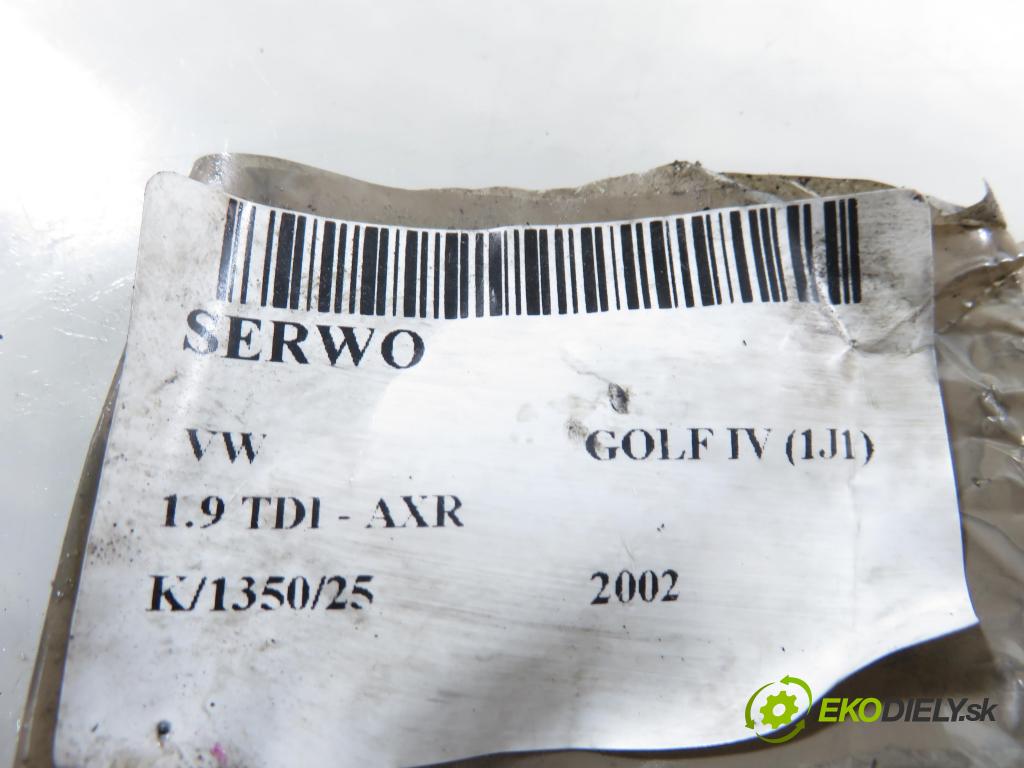 SERWO
VW GOLF IV (1J1)
1.9 TDI - AXR
K/1350/25 2002
EKODIELY.sk